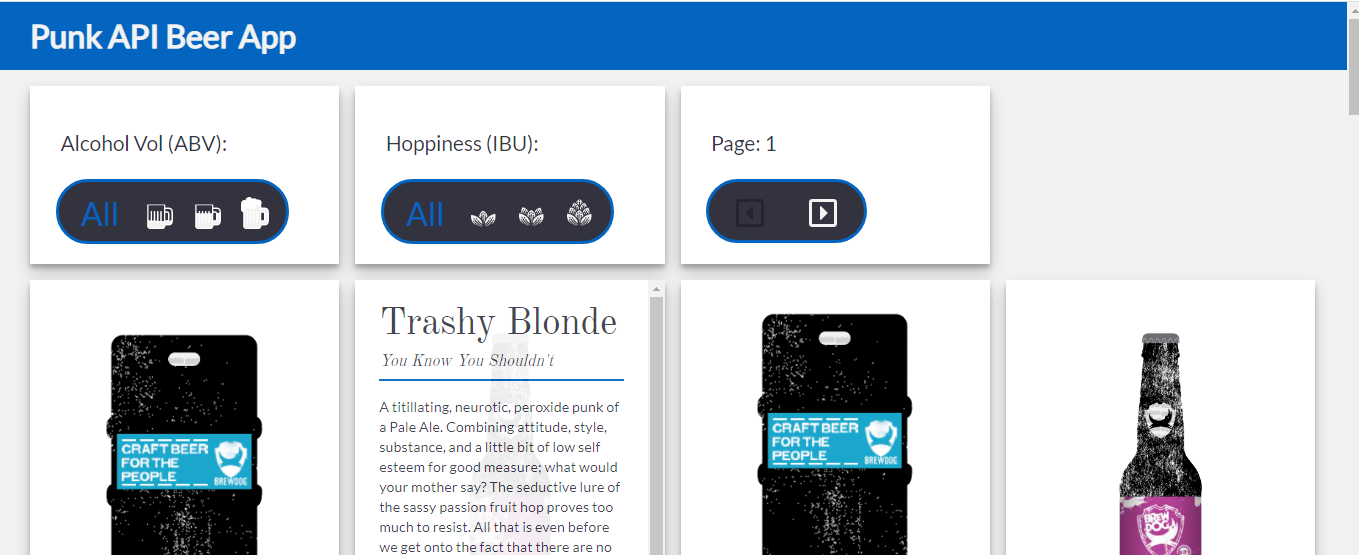 Punk API Beer App
Alcohol Vol (ABV):
All
Hoppiness (IBU):
All
Page: 1
CRAFT BEER
FOR THE
PEOPLE
BREWDOG
Trashy Blonde
You Know You Shouldn't
A titillating, neurotic, peroxide punk of
a Pale Ale. Combining attitude, style,
substance, and a little bit of low self
esteem for good measure; what would
your mother say? The seductive lure of
the sassy passion fruit hop proves too
much to resist. All that is even before
we get onto the fact that there are no
CRAFT BEER
FOR THE
PEOPLE
BREWDOG
BREW
DOG